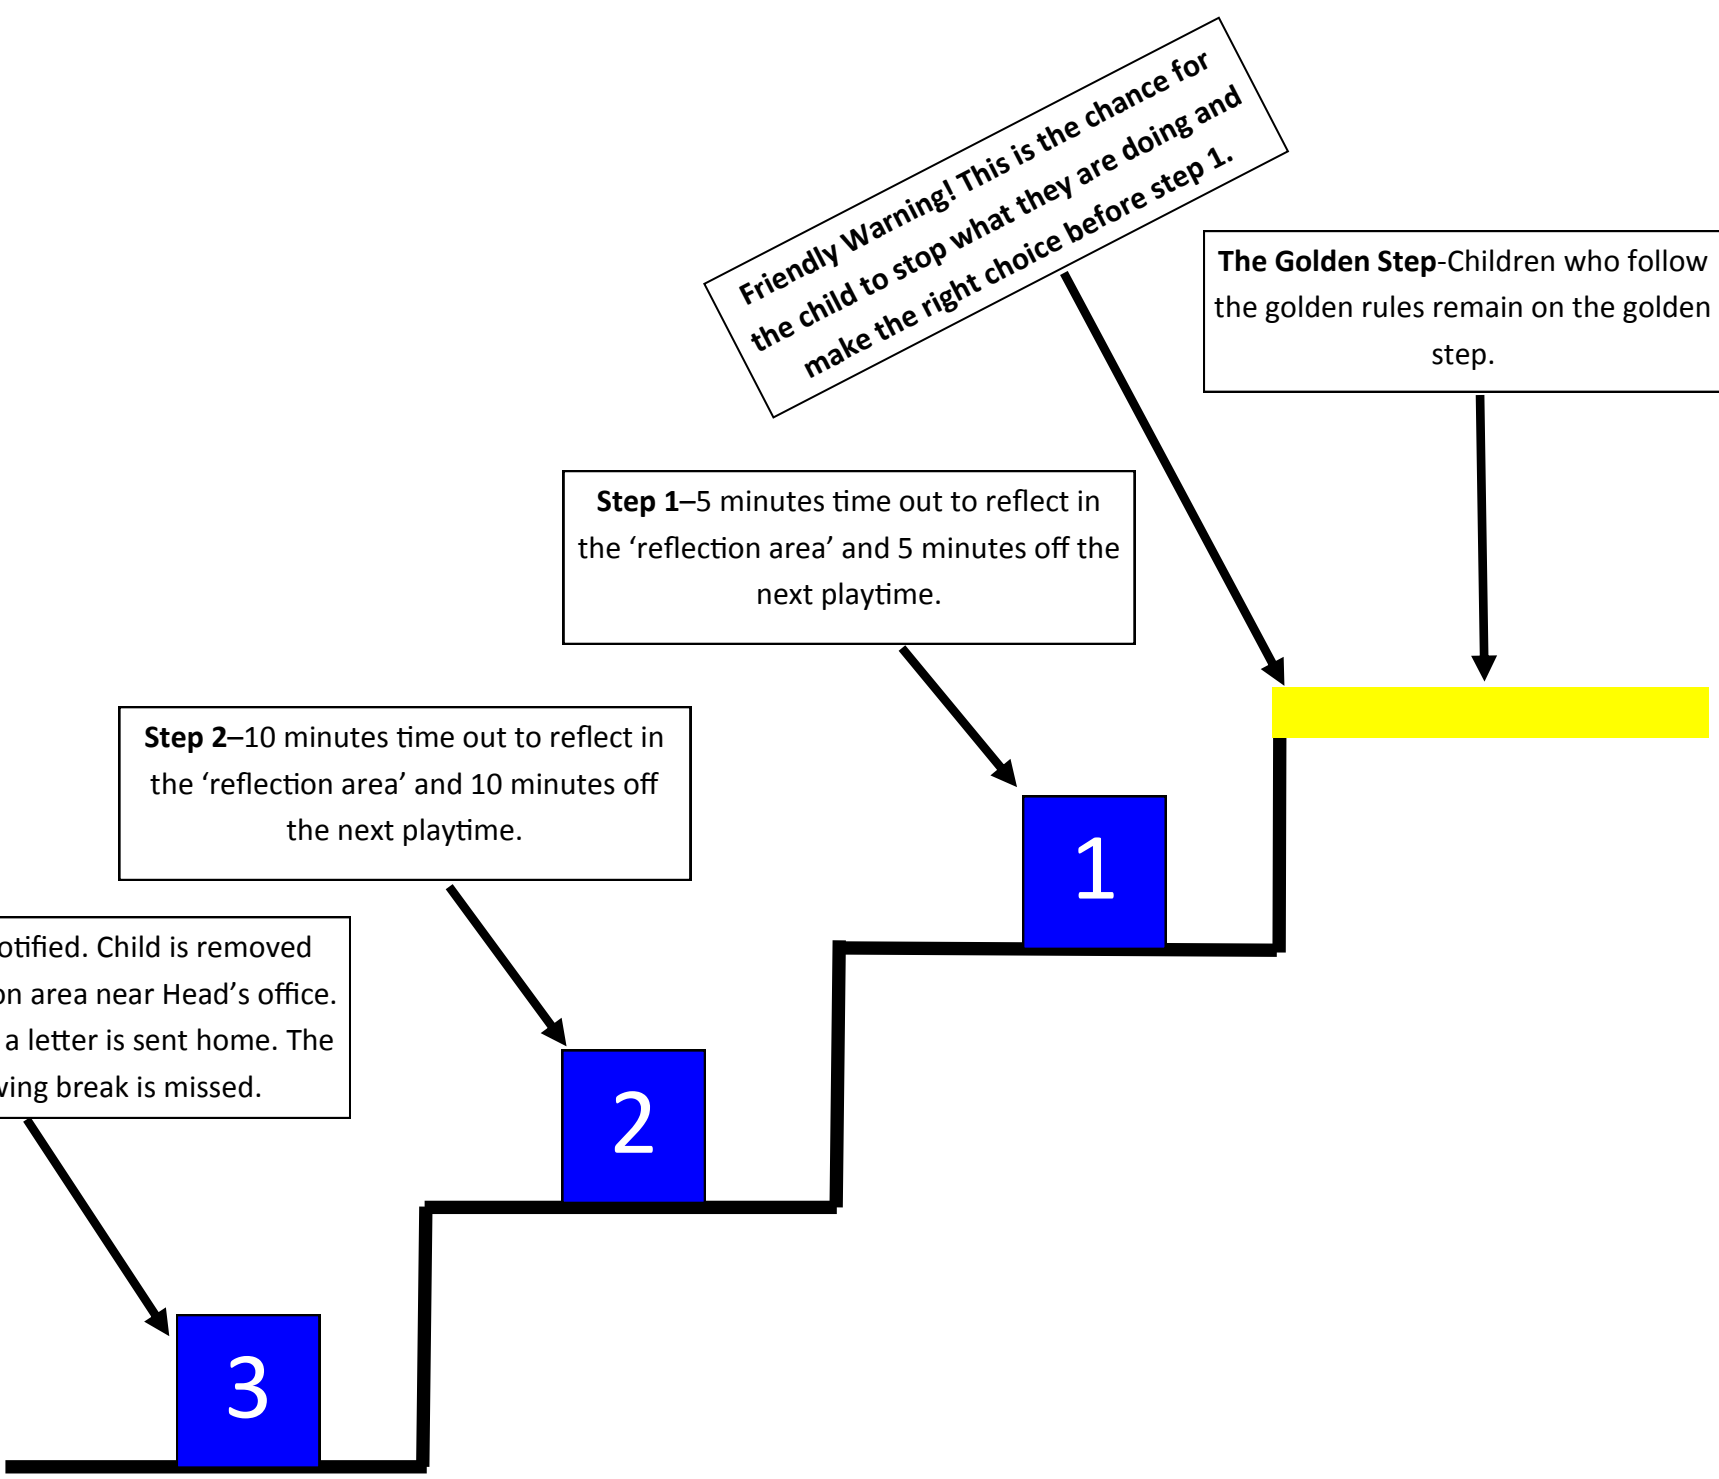 Friendly Warning! This is the chance for
the child to stop what they are doing and
make the right choice before step 1.
The Golden Step-Children who follow
the golden rules remain on the golden
step.
Step 1–5 minutes time out to reflect in
the ‘reflection area’ and 5 minutes off the
next playtime.
Step 2–10 minutes time out to reflect in
the ‘reflection area’ and 10 minutes off
the next playtime.
otified. Child is removed
on area near Head’s office.
a letter is sent home. The
ving break is missed.
1
2
3